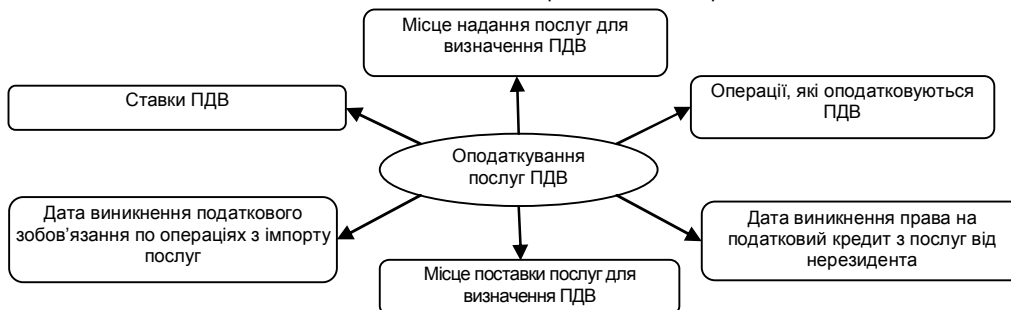 Місце надання послуг для
визначення ПДВ
Ставки ПДВ
Операції, які оподатковуються
ПДВ
Оподаткування
послуг ПДВ
Дата виникнення податкового
зобов’язання по операціях з імпорту
послуг
Дата виникнення права на
податковий кредит з послуг від
нерезидента
Місце поставки послуг для
визначення ПДВ